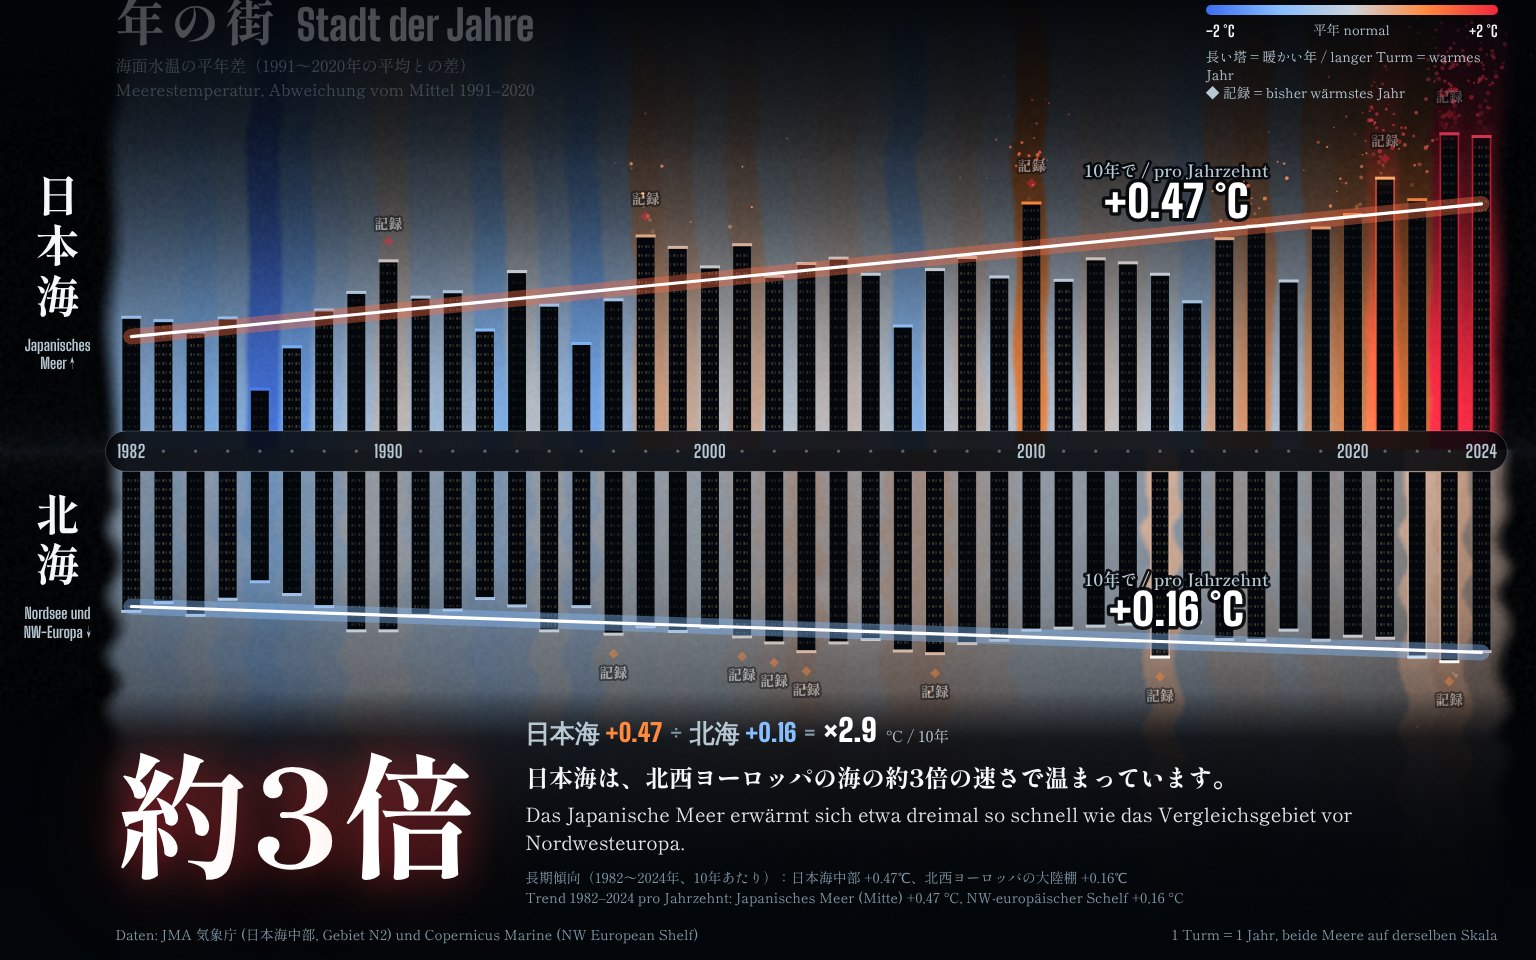 年の街 Stadt der Jahre
海面水温の平年差（1991〜2020年の平均との差）
Meerestemperatur, Abweichung vom Mittel 1991–2020
−2 °C 平年 normal +2 °C
長い塔＝暖かい年 / langer Turm = warmes
Jahr
◆ 記録 = bisher wärmstes Jahr
記録
記録
記録
10年で / pro Jahrzehnt
+0.47 °C
記録
記録
日本海
Japanisches
Meer ↑
1982 1990 2000 2010 2020 2024
北海
Nordsee und
NW-Europa ↓
10年で / pro Jahrzehnt
+0.16 °C
記録
記録
記録
記録
記録
記録
記録
約3倍
日本海 +0.47 ÷ 北海 +0.16 = ×2.9 °C / 10年
日本海は、北西ヨーロッパの海の約3倍の速さで温まっています。
Das Japanische Meer erwärmt sich etwa dreimal so schnell wie das Vergleichsgebiet vor
Nordwesteuropa.
長期傾向（1982〜2024年、10年あたり）：日本海中部 +0.47℃、北西ヨーロッパの大陸棚 +0.16℃
Trend 1982–2024 pro Jahrzehnt: Japanisches Meer (Mitte) +0,47 °C, NW-europäischer Schelf +0,16 °C
Daten: JMA 気象庁 (日本海中部, Gebiet N2) und Copernicus Marine (NW European Shelf)
1 Turm = 1 Jahr, beide Meere auf derselben Skala